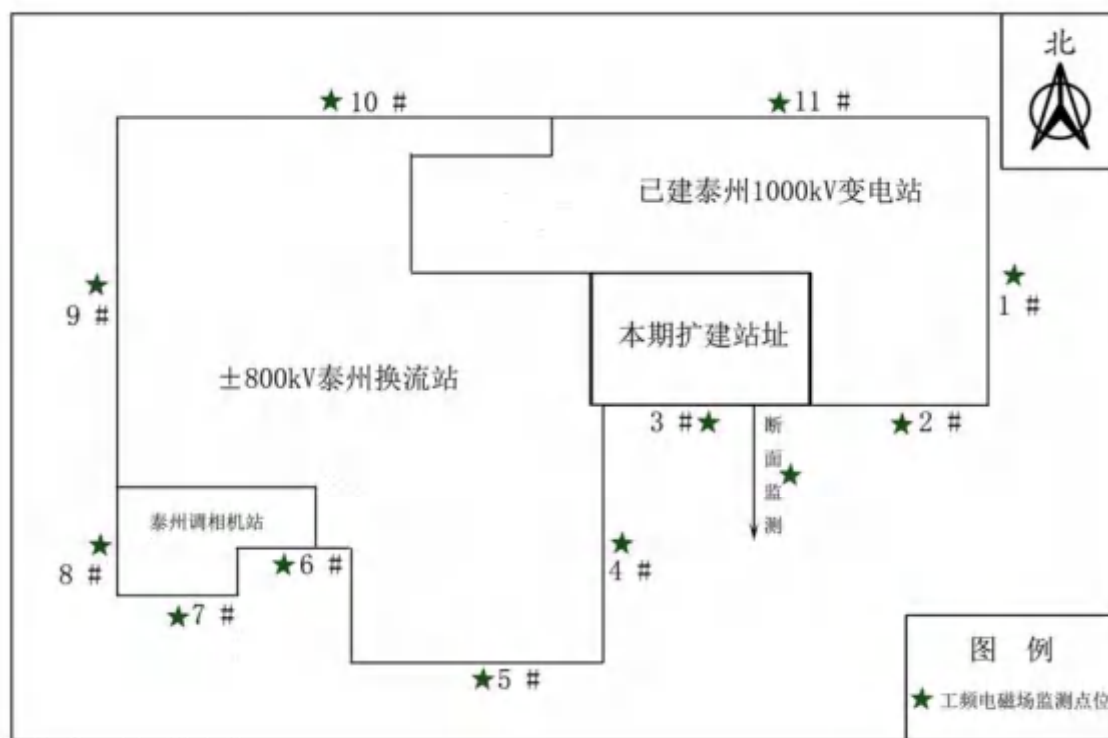 北
10 #
11 #
已建泰州1000kV变电站
9 #
1 #
本期扩建站址
±800kV泰州换流站
3 #
断面监测
2 #
泰州调相机站
8 #
6 #
4 #
7 #
5 #
图 例
工频电磁场监测点位